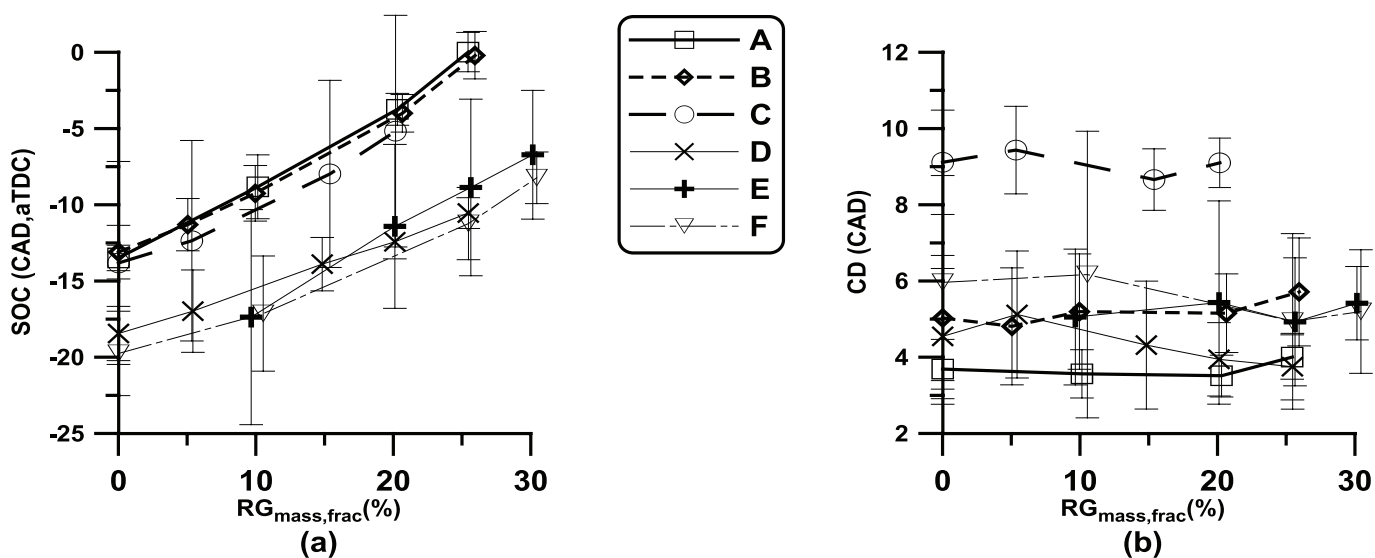 0
-5
-10
-15
-20
-25
SOC (CAD,aTDC)
0 10 20 30
RGmass,frac(%)
(a)
A
B
C
D
E
F
12
10
8
6
4
2
CD (CAD)
0 10 20 30
RGmass,frac(%)
(b)